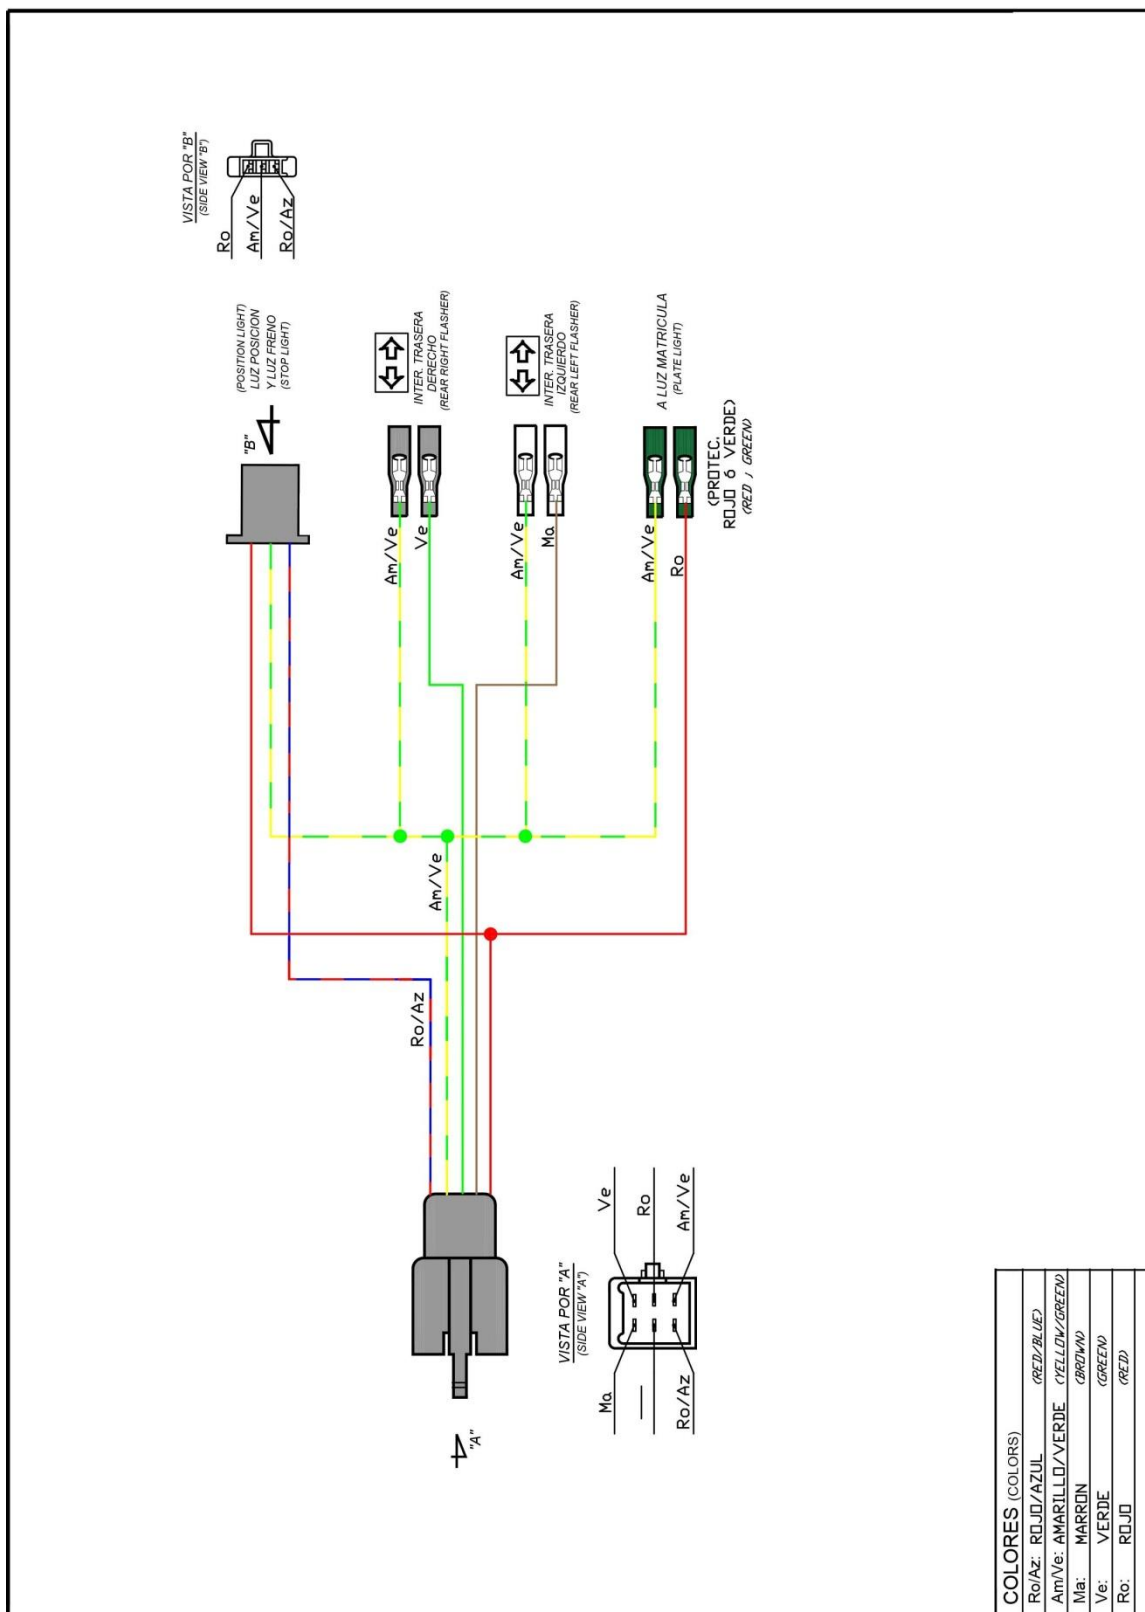 VISTA POR "B"
(SIDE VIEW "B")
Ro
Am/Ve
Ro/Az
(POSITION LIGHT)
LUZ POSICION
Y LUZ FRENO
(STOP LIGHT)
"B"
INTER. TRASERA
DERECHO
(REAR RIGHT FLASHER)
Am/Ve
Ve
INTER. TRASERA
IZQUIERDO
(REAR LEFT FLASHER)
Am/Ve
Ma
A LUZ MATRICULA
(PLATE LIGHT)
Am/Ve
Ro
(PROTEC.
ROJO ó VERDE)
(RED / GREEN)
Am/Ve
Ro/Az
"A"
VISTA POR "A"
(SIDE VIEW "A")
Ma
—
Ro/Az
Ve
Ro
Am/Ve
COLORES (COLORS)
Ro/Az: ROJO/AZUL (RED/BLUE)
Am/Ve: AMARILLO/VERDE (YELLOW/GREEN)
Ma: MARRON (BROWN)
Ve: VERDE (GREEN)
Ro: ROJO (RED)